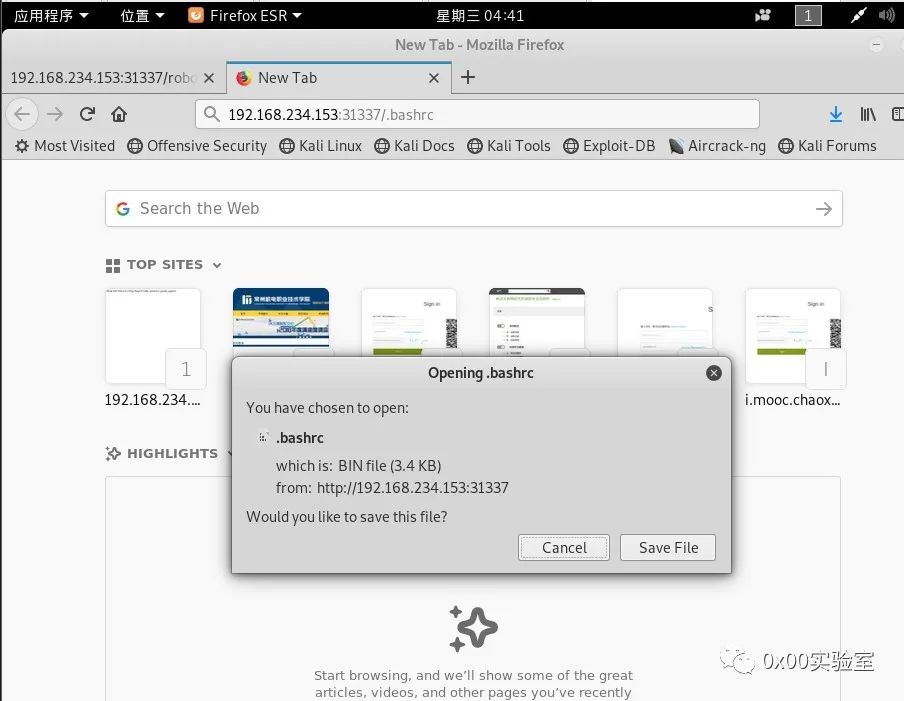 应用程序 位置 Firefox ESR 星期三 04:41 1
New Tab - Mozilla Firefox
192.168.234.153:31337/robo New Tab
192.168.234.153:31337/.bashrc
Most Visited Offensive Security Kali Linux Kali Docs Kali Tools Exploit-DB Aircrack-ng Kali Forums
Search the Web
TOP SITES
Sign in Sign in
1
192.168.234.... i.mooc.chaox...
HIGHLIGHTS
Opening .bashrc
You have chosen to open:
.bashrc
which is: BIN file (3.4 KB)
from: http://192.168.234.153:31337
Would you like to save this file?
Cancel Save File
Start browsing, and we'll show some of the great
articles, videos, and other pages you've recently
0x00实验室